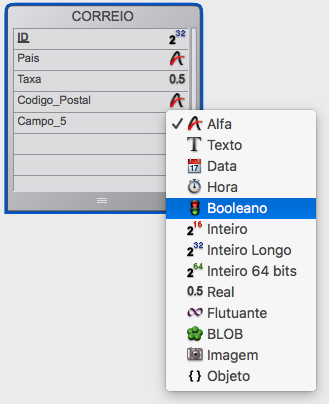 CORREIO
ID 2 32
Pais
Taxa 0.5
Codigo_Postal
Campo_5
✓ Alfa
T Texto
17 Data
Hora
Booleano
2 16 Inteiro
2 32 Inteiro Longo
2 64 Inteiro 64 bits
0.5 Real
Flutuante
BLOB
Imagem
{ } Objeto